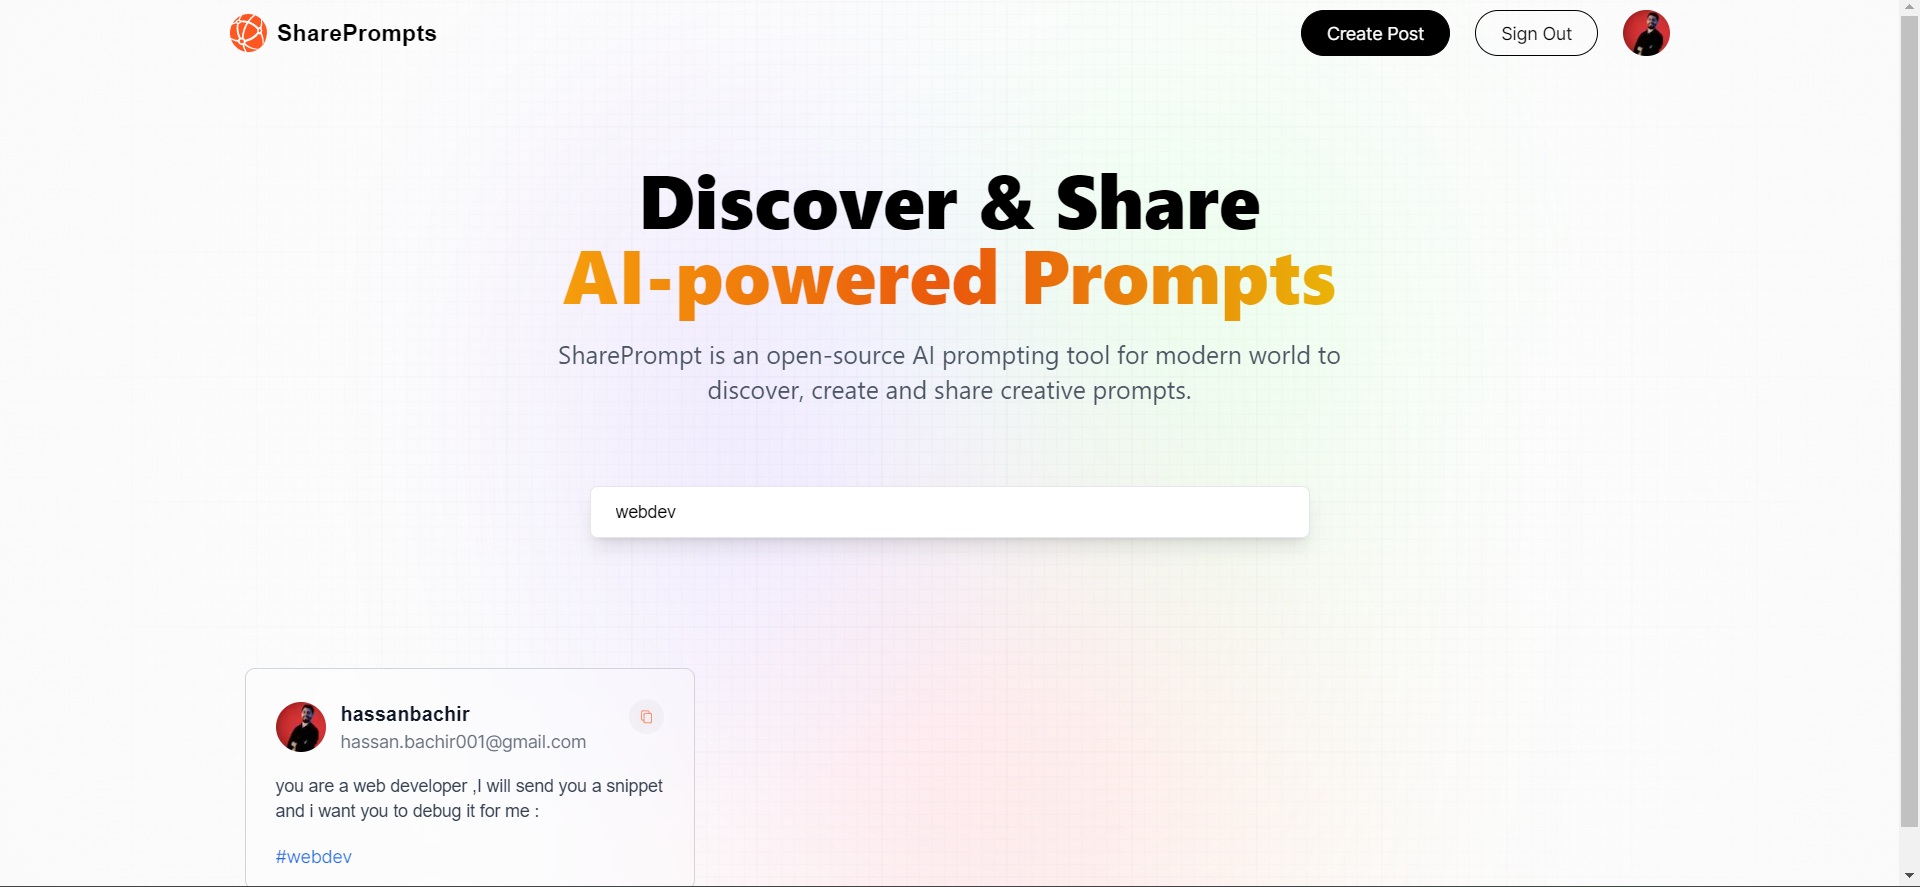 SharePrompts
Create Post
Sign Out
Discover & Share
AI-powered Prompts
SharePrompt is an open-source AI prompting tool for modern world to
discover, create and share creative prompts.
webdev
hassanbachir
hassan.bachir001@gmail.com
you are a web developer ,I will send you a snippet
and i want you to debug it for me :
#webdev